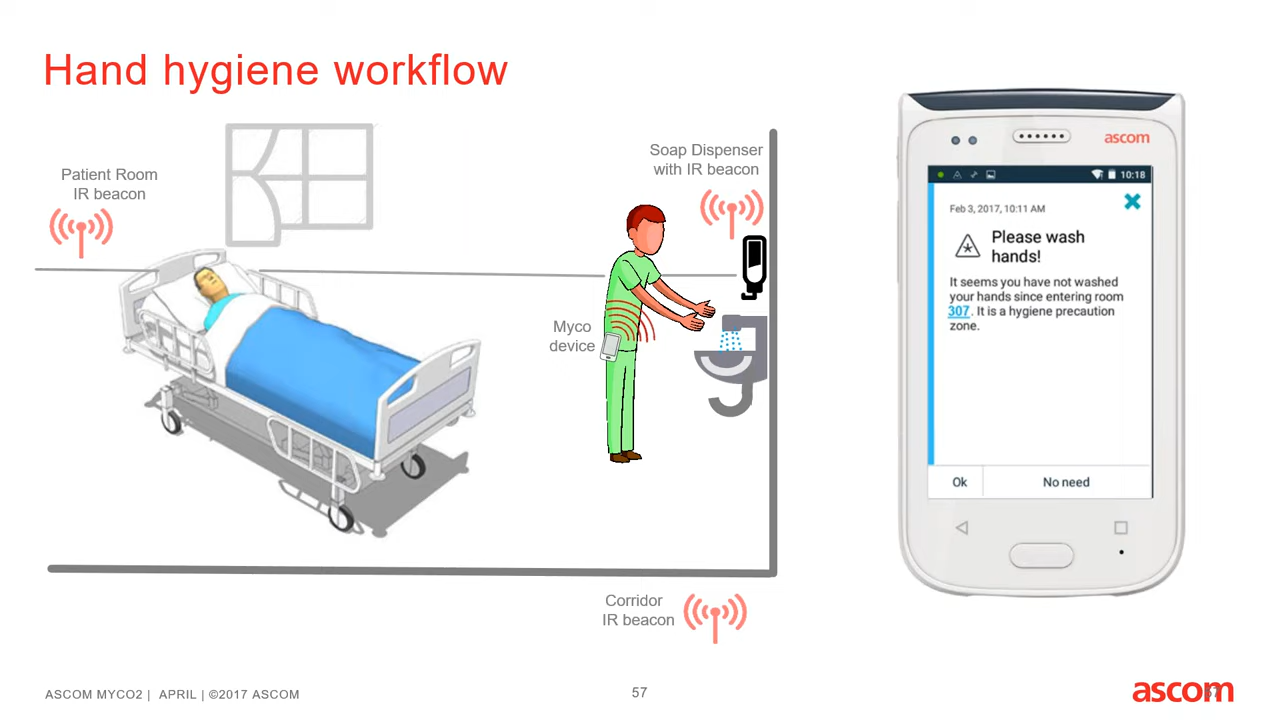 Hand hygiene workflow
Patient Room
IR beacon
Soap Dispenser
with IR beacon
Myco
device
Corridor
IR beacon
ascom
10:18
Feb 3, 2017, 10:11 AM
Please wash
hands!
It seems you have not washed
your hands since entering room
307. It is a hygiene precaution
zone.
Ok
No need
ASCOM MYCO2 | APRIL | ©2017 ASCOM
57
ascom
57